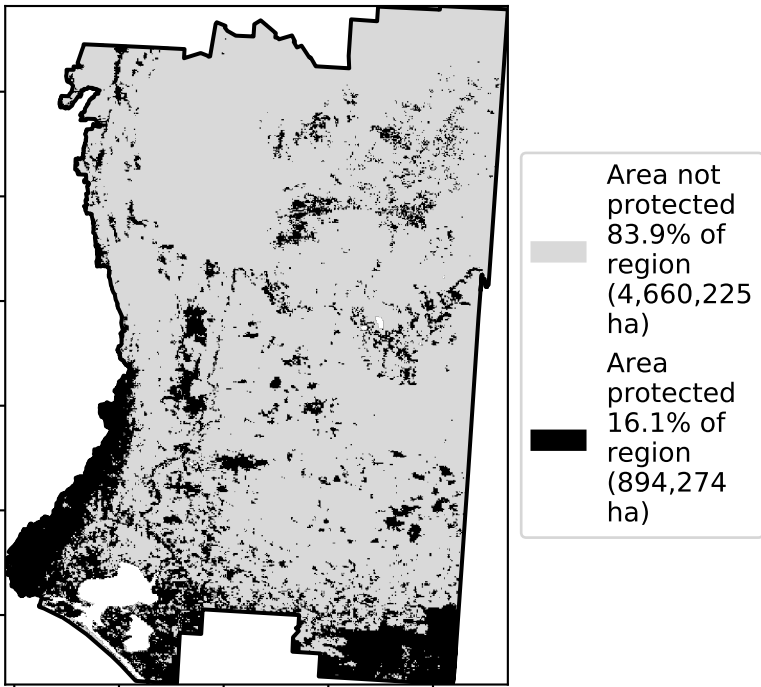 Area not
protected
83.9% of
region
(4,660,225
ha)
Area
protected
16.1% of
region
(894,274
ha)